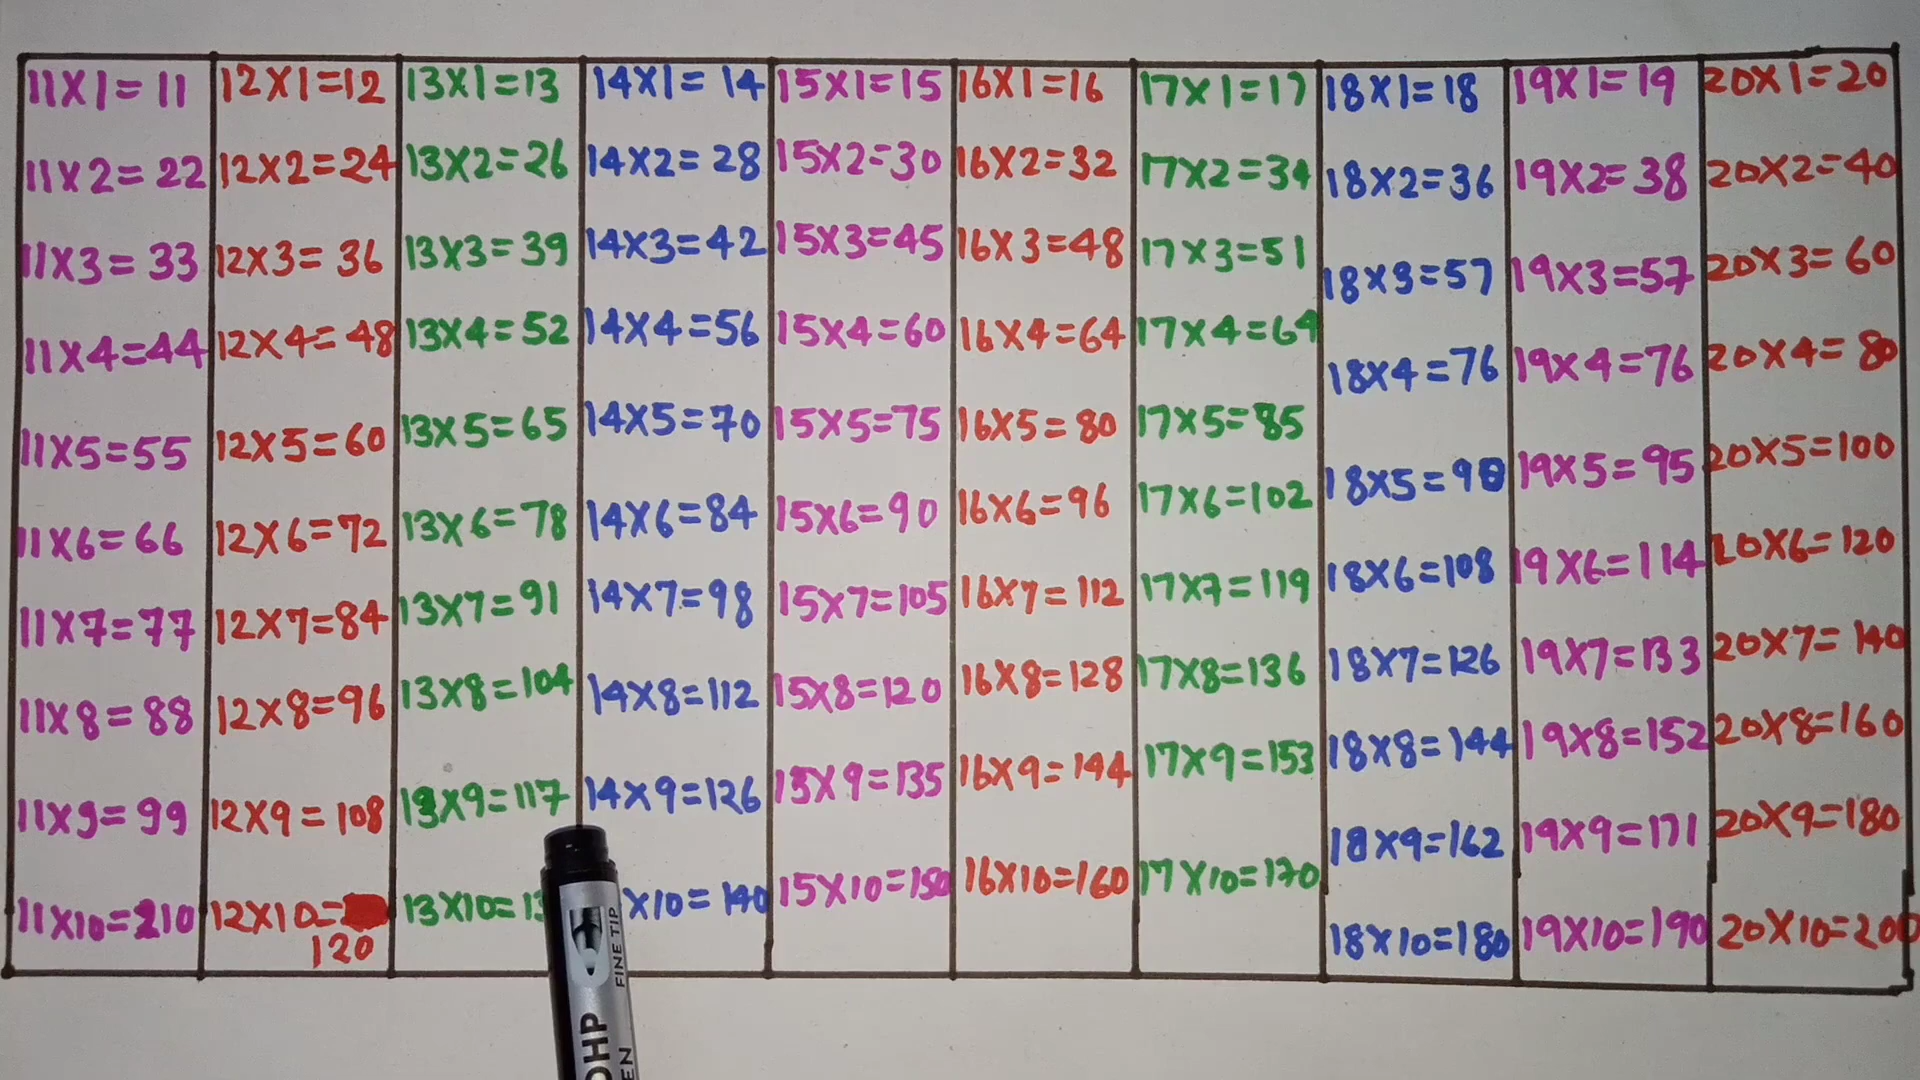 11X1=11
11X2=22
11X3=33
11X4=44
11X5=55
11X6=66
11X7=77
11X8=88
11X9=99
11X10=210
12X1=12
12X2=24
12X3=36
12X4=48
12X5=60
12X6=72
12X7=84
12X8=96
12X9=108
12X10=
120
13X1=13
13X2=26
13X3=39
13X4=52
13X5=65
13X6=78
13X7=91
13X8=104
13X9=117
13X10=13
14X1=14
14X2=28
14X3=42
14X4=56
14X5=70
14X6=84
14X7=98
14X8=112
14X9=126
X10=140
15X1=15
15X2=30
15X3=45
15X4=60
15X5=75
15X6=90
15X7=105
15X8=120
15X9=135
15X10=150
16X1=16
16X2=32
16X3=48
16X4=64
16X5=80
16X6=96
16X7=112
16X8=128
16X9=144
16X10=160
17X1=17
17X2=34
17X3=51
17X4=64
17X5=85
17X6=102
17X7=119
17X8=136
17X9=153
17X10=170
18X1=18
18X2=36
18X3=57
18X4=76
18X5=90
18X6=108
18X7=126
18X8=144
18X9=162
18X10=180
19X1=19
19X2=38
19X3=57
19X4=76
19X5=95
19X6=114
19X7=133
19X8=152
19X9=171
19X10=190
20X1=20
20X2=40
20X3=60
20X4=80
20X5=100
20X6=120
20X7=140
20X8=160
20X9=180
20X10=200
OHP
EN
FINE TIP